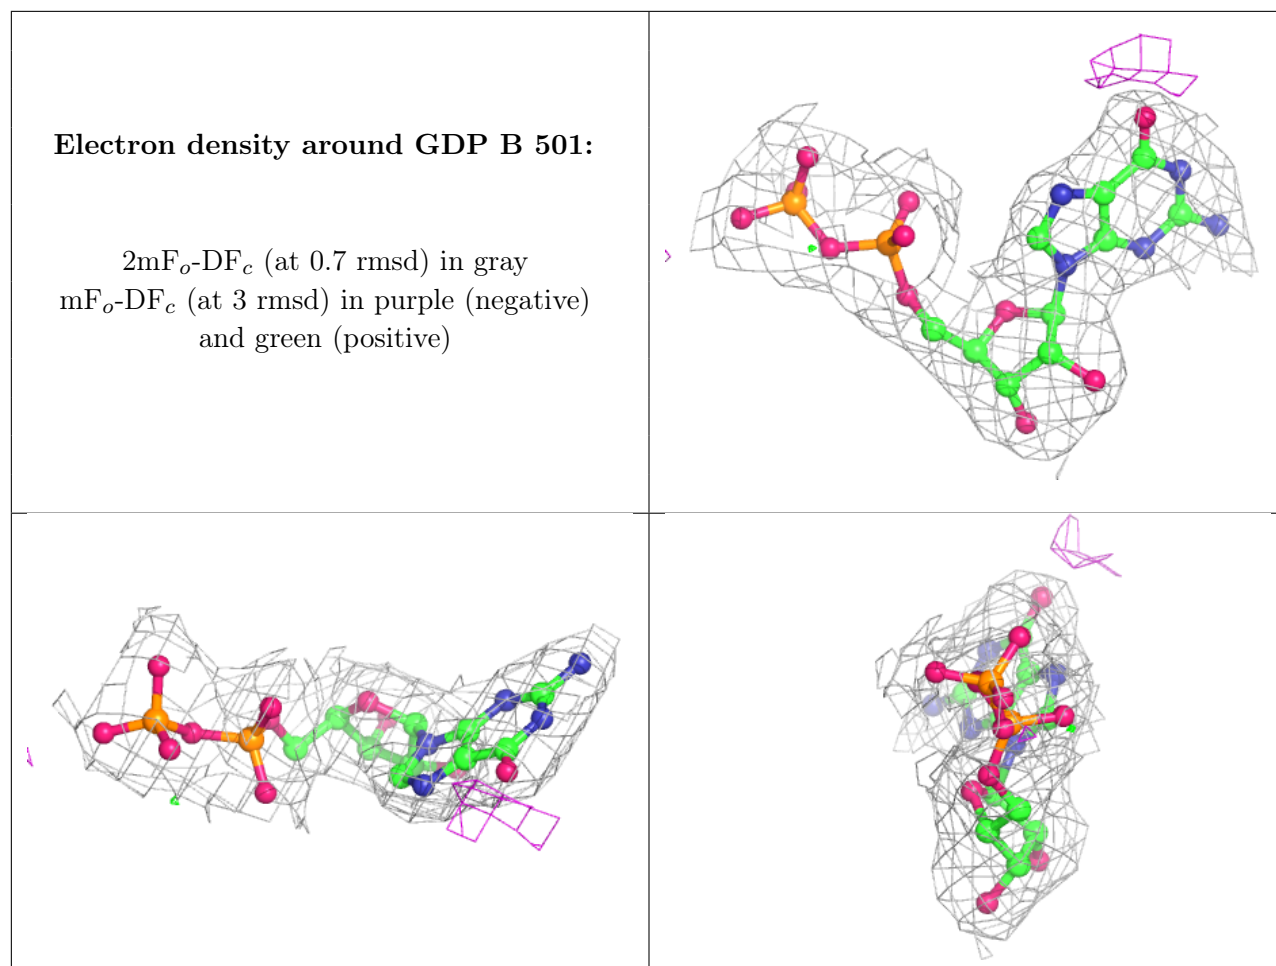 Electron density around GDP B 501:
2mFo-DFc (at 0.7 rmsd) in gray
mFo-DFc (at 3 rmsd) in purple (negative)
and green (positive)